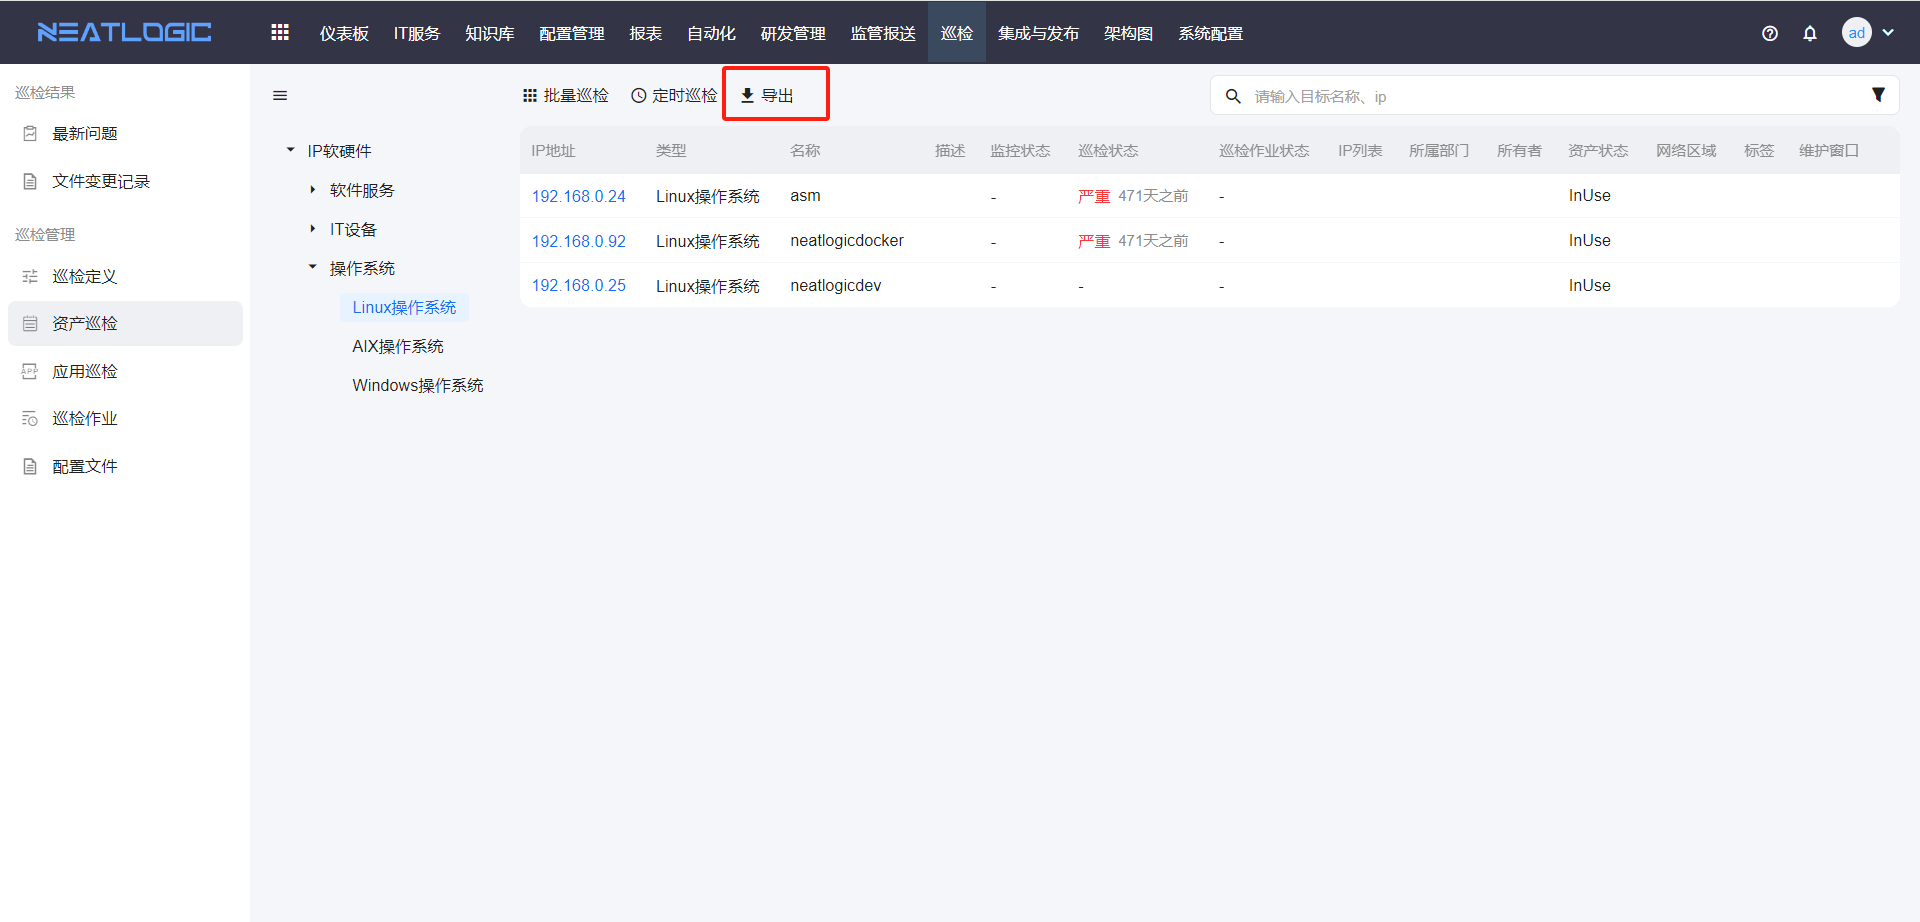 NEATLOGIC 仪表板 IT服务 知识库 配置管理 报表 自动化 研发管理 监管报送 巡检 集成与发布 架构图 系统配置 ad
巡检结果
最新问题
文件变更记录
巡检管理
巡检定义
资产巡检
应用巡检
巡检作业
配置文件
IP软硬件
软件服务
IT设备
操作系统
Linux操作系统
AIX操作系统
Windows操作系统
批量巡检 定时巡检 导出 请输入目标名称、ip
IP地址 类型 名称 描述 监控状态 巡检状态 巡检作业状态 IP列表 所属部门 所有者 资产状态 网络区域 标签 维护窗口
192.168.0.24 Linux操作系统 asm - 严重 471天之前 - InUse
192.168.0.92 Linux操作系统 neatlogicdocker - 严重 471天之前 - InUse
192.168.0.25 Linux操作系统 neatlogicdev - - - InUse